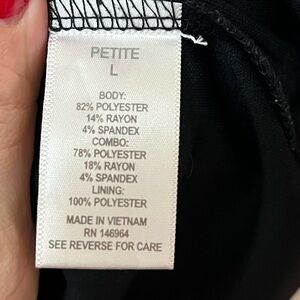 PETITE
L
BODY:
82% POLYESTER
14% RAYON
4% SPANDEX
COMBO:
78% POLYESTER
18% RAYON
4% SPANDEX
LINING:
100% POLYESTER
MADE IN VIETNAM
RN 146964
SEE REVERSE FOR CARE